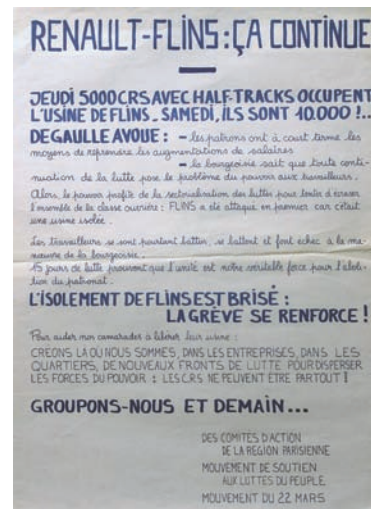 RENAULT-FLINS : ÇA CONTINUE
JEUDI 5000 CRS AVEC HALF-TRACKS OCCUPENT
L'USINE DE FLINS. SAMEDI, ILS SONT 10.000 !..
DE GAULLE AVOUE : - les patrons ont à court terme les
moyens de reprendre les augmentations de salaires
- la bourgeoisie sait que toute conti-
nuation de la lutte pose le problème du pouvoir aux travailleurs.
Alors, le pouvoir profite de la sectorialisation des luttes pour tenter d'écraser
l'ensemble de la classe ouvrière : FLINS a été attaqué en premier car c'était
une usine isolée.
Les travailleurs se sont pourtant battus, se battent et font échec à la ma-
nœuvre de la bourgeoisie.
15 jours de lutte prouvent que l'unité est notre véritable force pour l'aboli-
tion du patronat.
L'ISOLEMENT DE FLINS EST BRISÉ :
LA GRÈVE SE RENFORCE !
Pour aider nos camarades à libérer leur usine :
CREONS LA OÙ NOUS SOMMES, DANS LES ENTREPRISES, DANS LES
QUARTIERS, DE NOUVEAUX FRONTS DE LUTTE POUR DISPERSER
LES FORCES DU POUVOIR : LES C.R.S NE PEUVENT ÊTRE PARTOUT !
GROUPONS-NOUS ET DEMAIN...
DES COMITÉS D'ACTION
DE LA REGION PARISIENNE
MOUVEMENT DE SOUTIEN
AUX LUTTES DU PEUPLE
MOUVEMENT DU 22 MARS